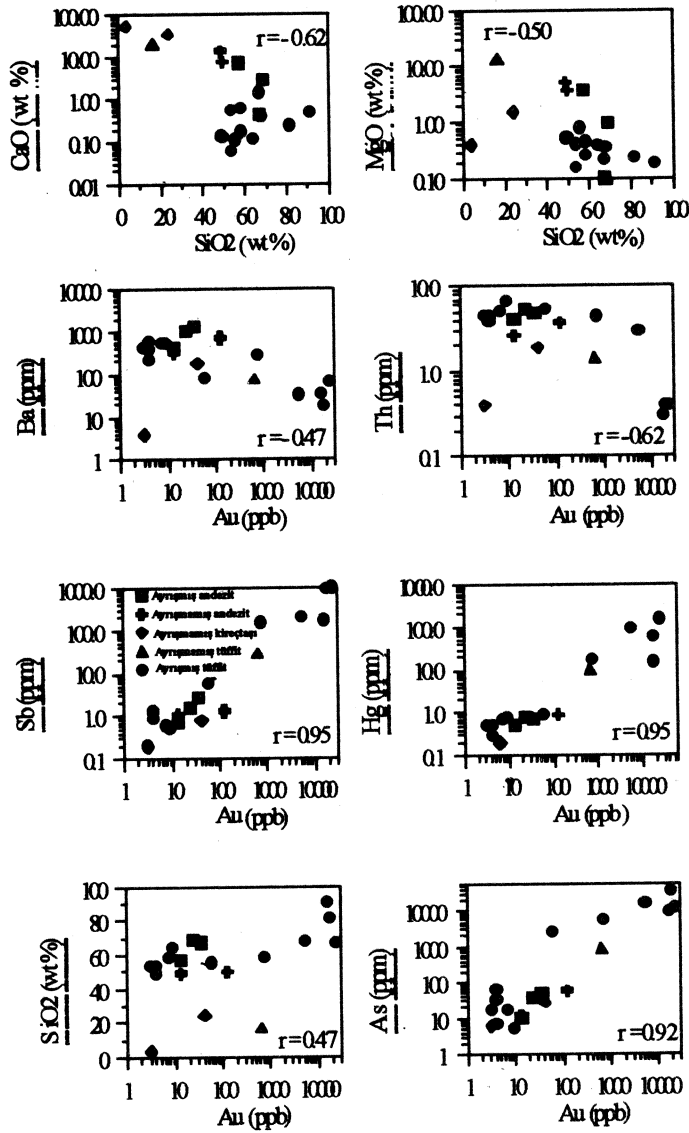 CaO (wt %)
100.00
10.00
1.00
0.10
0.01
r=-0.62
0 20 40 60 80 100
SiO2 (wt%)
MgO (wt %)
100.00
10.00
1.00
0.10
r=-0.50
0 20 40 60 80 100
SiO2 (wt%)
Ba (ppm)
10000
1000
100
10
1
r=-0.47
1 10 100 1000 10000
Au (ppb)
Th (ppm)
10.0
1.0
0.1
r=-0.62
1 10 100 1000 10000
Au (ppb)
Sb (ppm)
1000.0
100.0
10.0
1.0
0.1
Ayrışmış andezit
Ayrışmamış andezit
Ayrışmamış kireçtaşı
Ayrışmamış tüffit
Ayrışmış tüffit
r=0.95
1 10 100 1000 10000
Au (ppb)
Hg (ppm)
1000.0
100.0
10.0
1.0
0.1
r=0.95
1 10 100 1000 10000
Au (ppb)
SiO2 (wt%)
100
80
60
40
20
0
r=0.47
1 10 100 1000 10000
Au (ppb)
As (ppm)
10000
1000
100
10
1
r=0.92
1 10 100 1000 10000
Au (ppb)